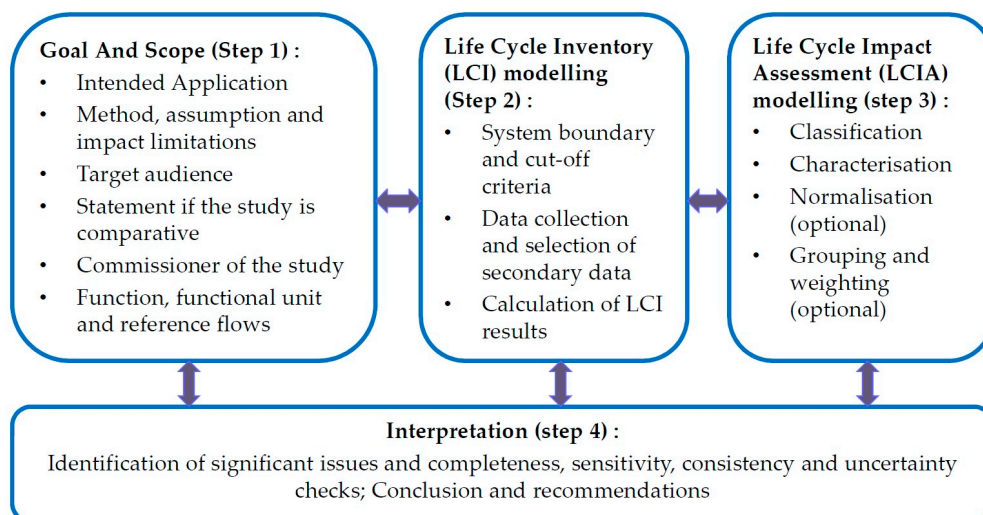 Goal And Scope (Step 1) :
• Intended Application
• Method, assumption and
impact limitations
• Target audience
• Statement if the study is
comparative
• Commissioner of the study
• Function, functional unit
and reference flows
Life Cycle Inventory
(LCI) modelling
(Step 2) :
• System boundary
and cut-off
criteria
• Data collection
and selection of
secondary data
• Calculation of LCI
results
Life Cycle Impact
Assessment (LCIA)
modelling (step 3) :
• Classification
• Characterisation
• Normalisation
(optional)
• Grouping and
weighting
(optional)
Interpretation (step 4) :
Identification of significant issues and completeness, sensitivity, consistency and uncertainty
checks; Conclusion and recommendations